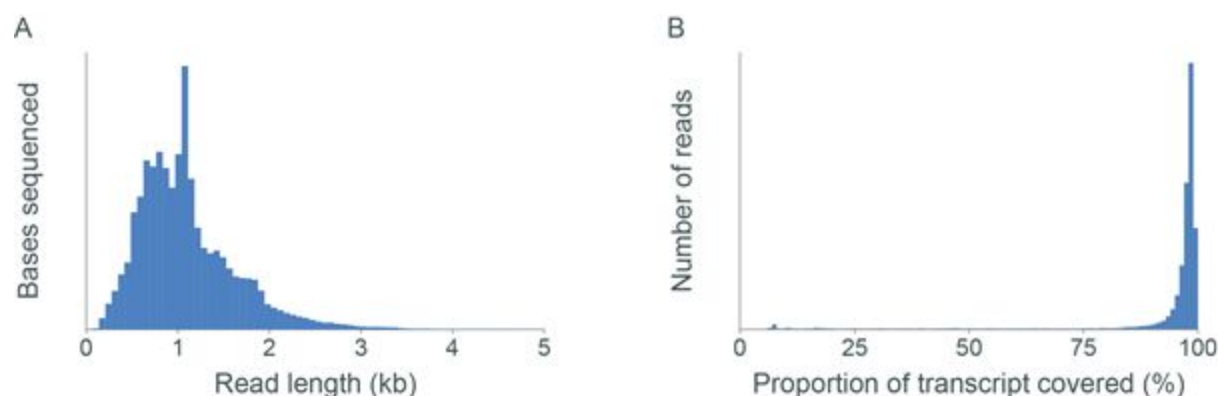 A
Bases sequenced
0 1 2 3 4 5
Read length (kb)
B
Number of reads
0 25 50 75 100
Proportion of transcript covered (%)